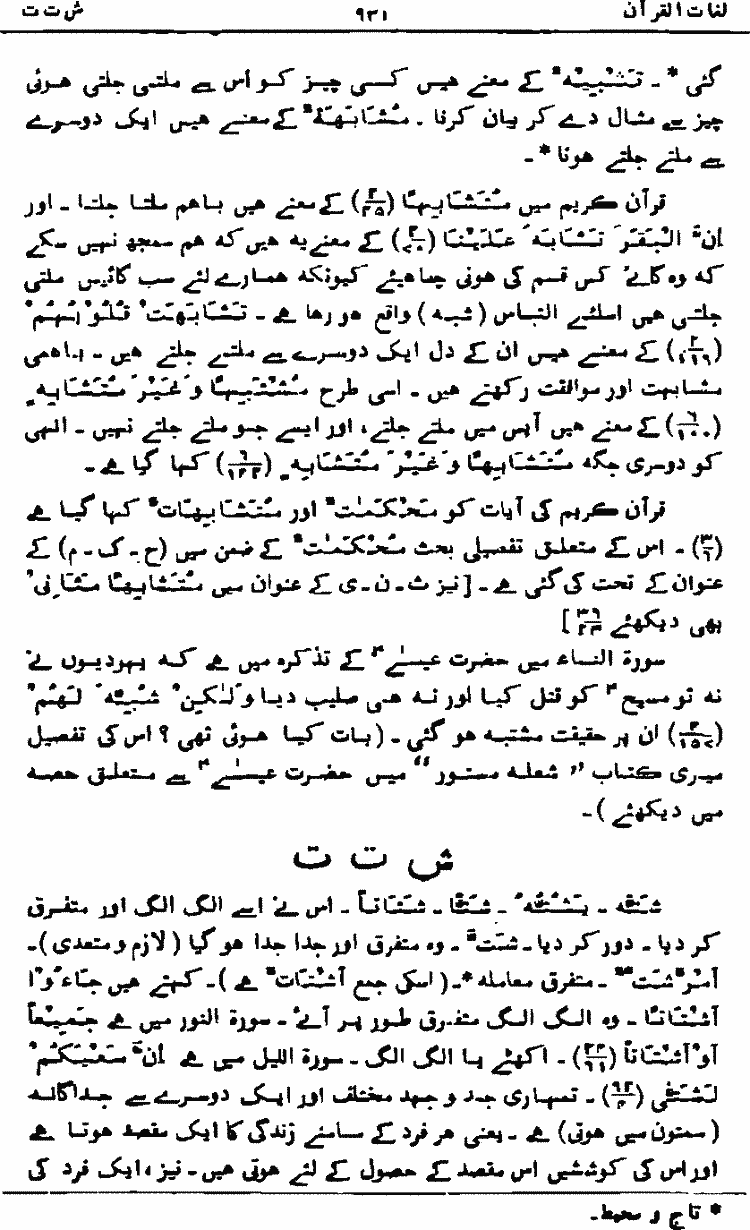 لغات القرآن ۹۳۱ ش ت ت
گئی * ۔ تَشْبِیْہٌ کے معنے ہیں کسی چیز کو اس سے ملتی جلتی ہوئی
چیز سے مثال دے کر بیان کرنا ۔ مُشَابَہَۃٌ کے معنے ہیں ایک دوسرے
سے ملتے جلتے ہونا * ۔
قرآن کریم میں مُتَشَابِہًا (۲/۲۵) کے معنے ہیں باہم ملتا جلتا ۔ اور
اِنَّ الْبَقَرَ تَشَابَہَ عَلَیْنَا (۲/۷۰) کے معنے یہ ہیں کہ ہم سمجھ نہیں سکے
کہ وہ گائے کس قسم کی ہونی چاہیئے کیونکہ ہمارے لئے سب گائیں ملتی
جلتی ہیں اسلئے التباس (شبہ) واقع ہو رہا ہے ۔ تَشَابَہَتْ قُلُوْبُہُمْ
(۲/۱۱۸) کے معنے ہیں ان کے دل ایک دوسرے سے ملتے جلتے ہیں ۔ باہمی
مشابہت اور موافقت رکھتے ہیں ۔ اسی طرح مُشْتَبِہًا وَ غَیْرَ مُتَشَابِہٍ
(۶/۱۰۰) کے معنے ہیں آپس میں ملتے جلتے، اور ایسے جو ملتے جلتے نہیں ۔ انہی
کو دوسری جگہ مُتَشَابِہًا وَ غَیْرَ مُتَشَابِہٍ (۶/۱۴۲) کہا گیا ہے ۔
قرآن کریم کی آیات کو مُحْکَمٰتٌ اور مُتَشَابِہَاتٌ کہا گیا ہے
(۳/۶) ۔ اس کے متعلق تفصیلی بحث مُحْکَمٰتٌ کے ضمن میں (ح ۔ ک ۔ م) کے
عنوان کے تحت کی گئی ہے ۔ [نیز ث ۔ ن ۔ ی کے عنوان میں مُتَشَابِہًا مَثَانِیَ
بھی دیکھئے ۳۹/۲۳]
سورۃ النساء میں حضرت عیسٰےؑ کے تذکرہ میں ہے کہ یہودیوں نے
نہ تو مسیحؑ کو قتل کیا اور نہ ہی صلیب دیا وَ لٰکِنْ شُبِّہَ لَہُمْ
(۴/۱۵۷) ان پر حقیقت مشتبہ ہو گئی ۔ (بات کیا ہوئی تھی؟ اس کی تفصیل
میری کتاب ”شعلہ مستور“ میں حضرت عیسٰےؑ سے متعلق حصہ
میں دیکھئے) ۔
ش ت ت
شَتَّہٗ ۔ یَشُتُّہٗ ۔ شَتًّا ۔ شَتَاتاً ۔ اس نے اسے الگ الگ اور متفرق
کر دیا ۔ دور کر دیا ۔ شَتَّ ۔ وہ متفرق اور جدا جدا ہو گیا (لازم و متعدی) ۔
اَمْرٌ شَتٌّ ۔ متفرق معاملہ * ۔ (اسکی جمع اَشْتَاتٌ ہے) ۔ کہتے ہیں جَاءُوْا
اَشْتَاتًا ۔ وہ الگ الگ متفرق طور پر آئے ۔ سورۃ النور میں ہے جَمِیْعاً
اَوْ اَشْتَاتاً (۲۴/۶۱) ۔ اکھٹے یا الگ الگ ۔ سورۃ اللیل میں ہے اِنَّ سَعْیَکُمْ
لَشَتّٰی (۹۲/۴) ۔ تمہاری جد و جہد مختلف اور ایک دوسرے سے جداگانہ
(سمتوں میں ہوتی) ہے ۔ یعنی ہر فرد کے سامنے زندگی کا ایک مقصد ہوتا ہے
اور اس کی کوششیں اس مقصد کے حصول کے لئے ہوتی ہیں ۔ نیز ، ایک فرد کی
* تاج و محیط ۔